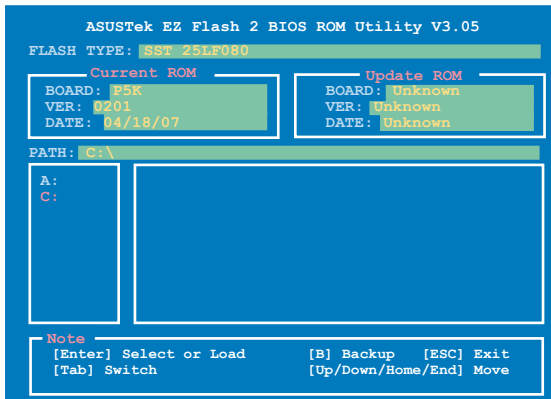 ASUSTek EZ Flash 2 BIOS ROM Utility V3.05
FLASH TYPE: SST 25LF080
Current ROM
BOARD: P5K
VER: 0201
DATE: 04/18/07
Update ROM
BOARD: Unknown
VER: Unknown
DATE: Unknown
PATH: C:\
A:
C:
Note
[Enter] Select or Load [B] Backup [ESC] Exit
[Tab] Switch [Up/Down/Home/End] Move